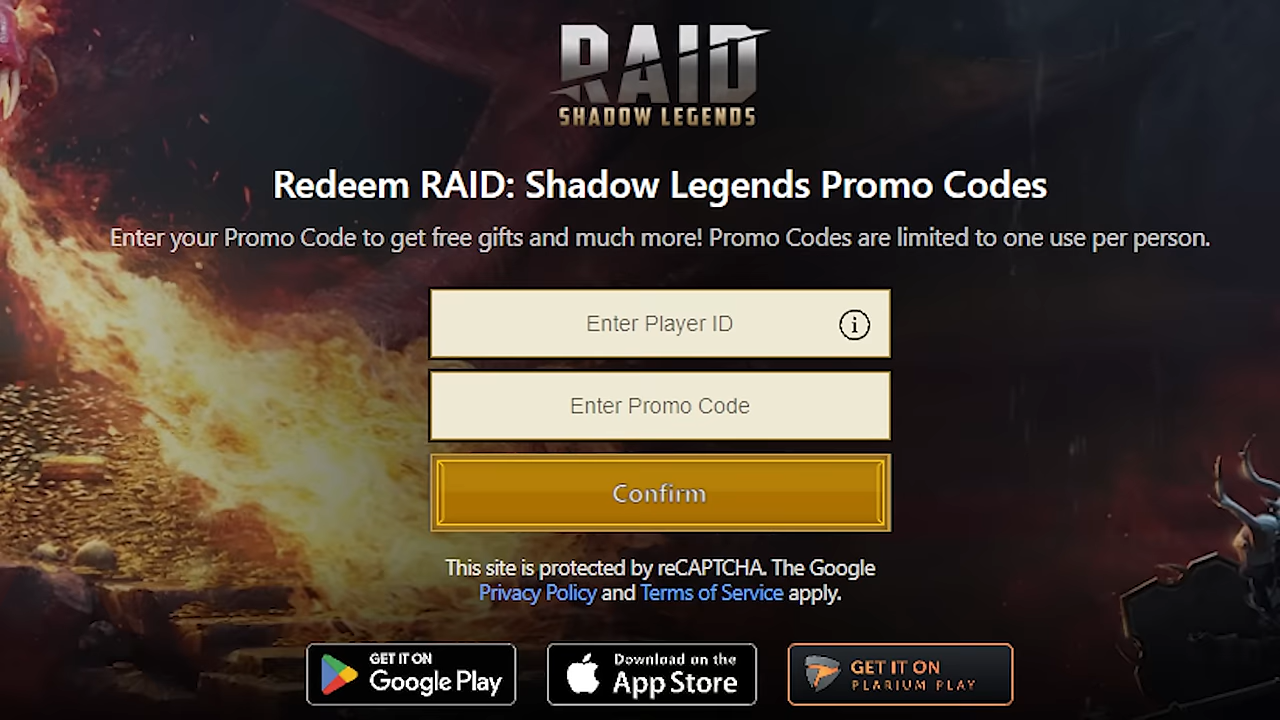 RAID
SHADOW LEGENDS
Redeem RAID: Shadow Legends Promo Codes
Enter your Promo Code to get free gifts and much more! Promo Codes are limited to one use per person.
Enter Player ID
i
Enter Promo Code
Confirm
This site is protected by reCAPTCHA. The Google
Privacy Policy and Terms of Service apply.
GET IT ON
Google Play
Download on the
App Store
GET IT ON
PLARIUM PLAY